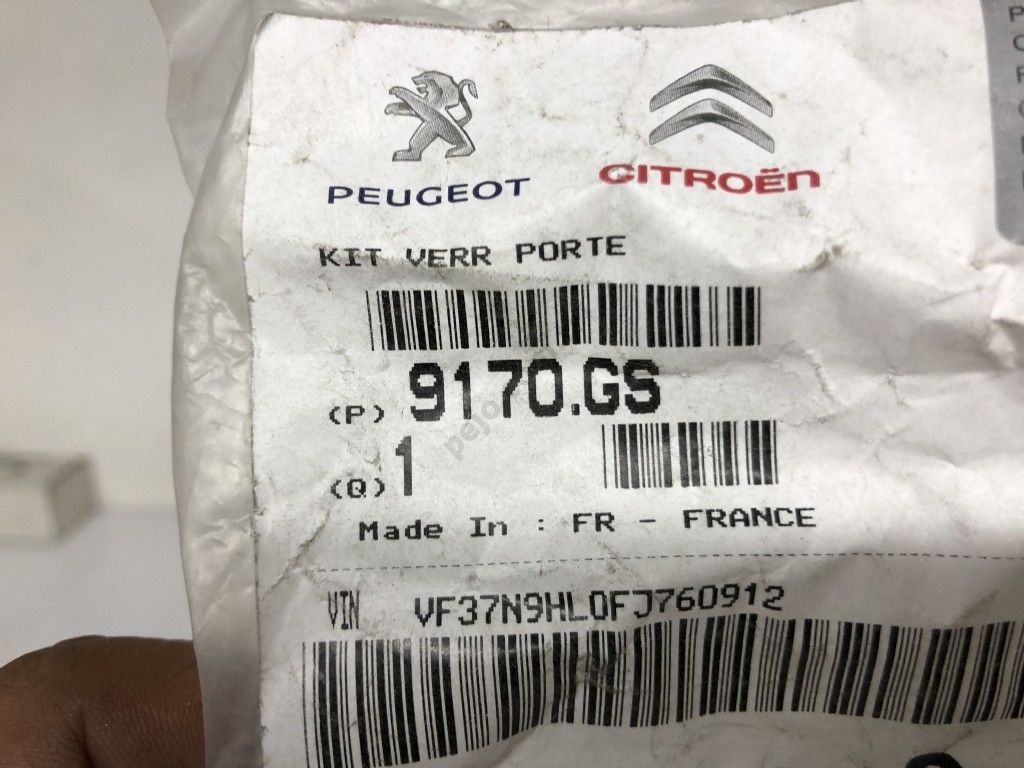 PEUGEOT
CITROËN
KIT VERR PORTE
(P) 9170.GS
(Q) 1
Made In : FR - FRANCE
VIN VF37N9HL0FJ760912